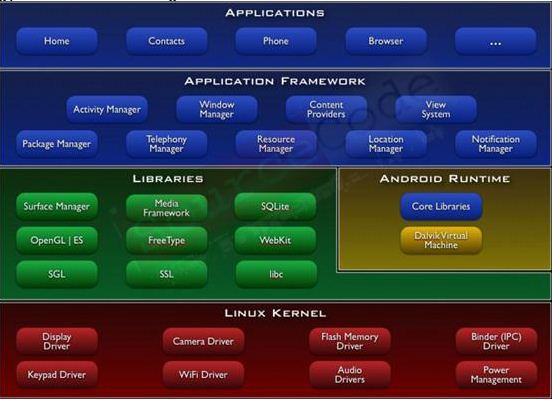 APPLICATIONS
Home
Contacts
Phone
Browser
...
APPLICATION FRAMEWORK
Activity Manager
Window
Manager
Content
Providers
View
System
Package Manager
Telephony
Manager
Resource
Manager
Location
Manager
Notification
Manager
LIBRARIES
Surface Manager
Media
Framework
SQLite
OpenGL | ES
FreeType
WebKit
SGL
SSL
libc
ANDROID RUNTIME
Core Libraries
Dalvik Virtual
Machine
LINUX KERNEL
Display
Driver
Camera Driver
Flash Memory
Driver
Binder (IPC)
Driver
Keypad Driver
WiFi Driver
Audio
Drivers
Power
Management